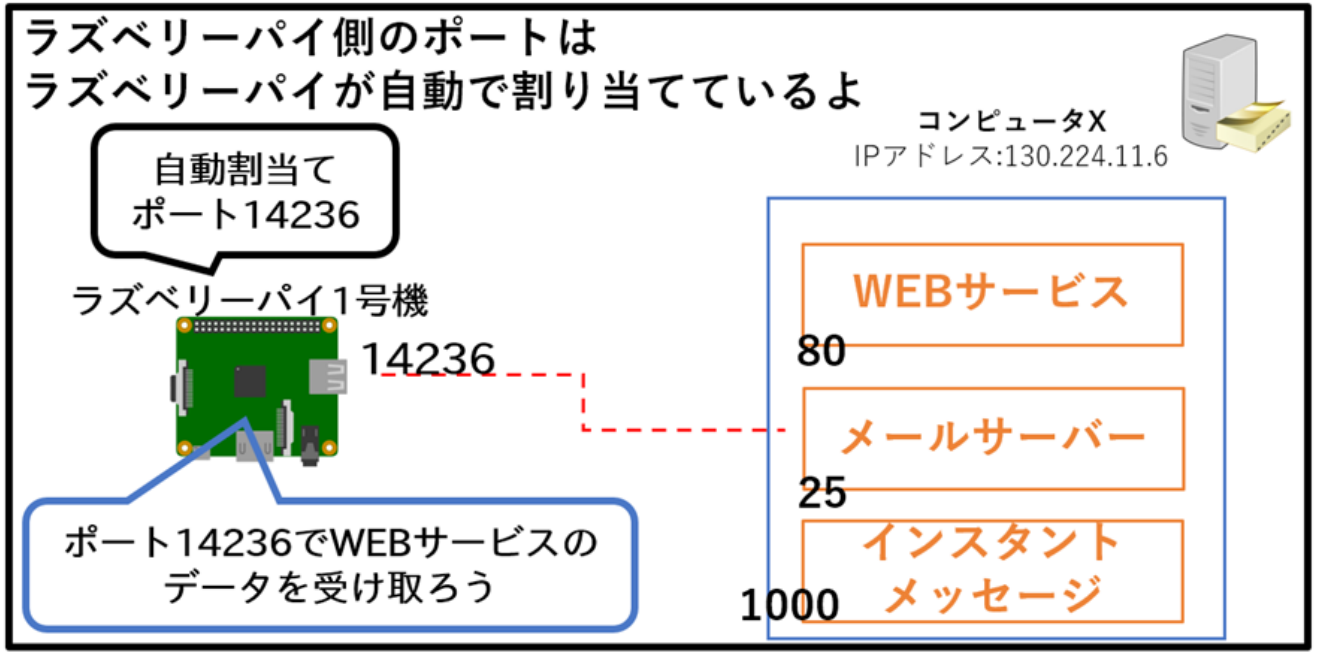 ラズベリーパイ側のポートは
ラズベリーパイが自動で割り当てているよ
コンピュータX
IPアドレス:130.224.11.6
自動割当て
ポート14236
ラズベリーパイ1号機
14236
ポート14236でWEBサービスの
データを受け取ろう
WEBサービス
80
メールサーバー
25
インスタント
メッセージ
1000